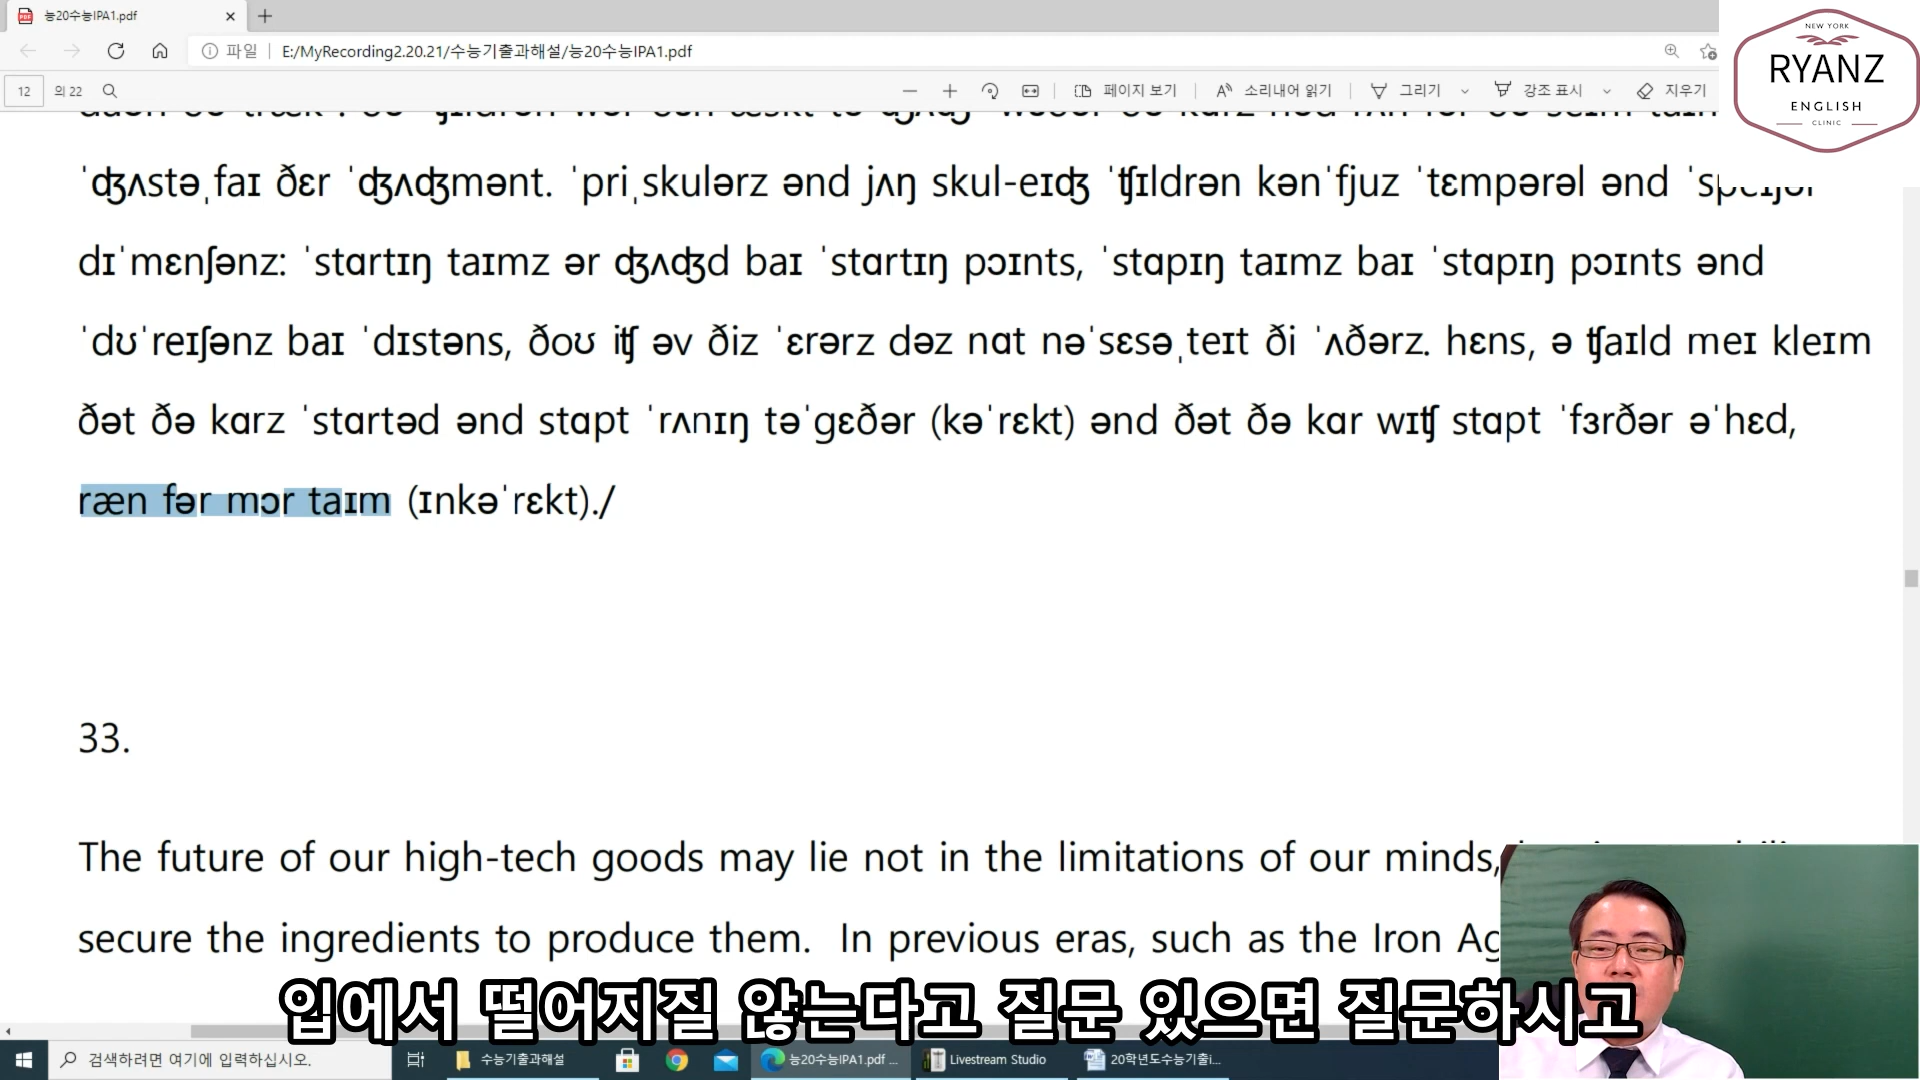 능20수능IPA1.pdf
NEW YORK
RYANZ
ENGLISH
CLINIC
파일 E:/MyRecording2.20.21/수능기출과해설/능20수능IPA1.pdf
12 의 22 페이지 보기 소리내어 읽기 그리기 강조 표시 지우기
ˈʤʌstəˌfaɪ ðɛr ˈʤʌʤmənt. ˈpriˌskulərz ənd jʌŋ skul-eɪʤ ˈʧɪldrən kənˈfjuz ˈtɛmpərəl ənd
dɪˈmɛnʃənz: ˈstɑrtɪŋ taɪmz ər ʤʌʤd baɪ ˈstɑrtɪŋ pɔɪnts, ˈstɑpɪŋ taɪmz baɪ ˈstɑpɪŋ pɔɪnts ənd
ˈdʊˈreɪʃənz baɪ ˈdɪstəns, ðoʊ iʧ əv ðiz ˈɛrərz dəz nɑt nəˈsɛsəˌteɪt ði ˈʌðərz. hɛns, ə ʧaɪld meɪ kleɪm
ðət ðə kɑrz ˈstɑrtəd ənd stɑpt ˈrʌnɪŋ təˈgɛðər (kəˈrɛkt) ənd ðət ðə kɑr wɪʧ stɑpt ˈfɜrðər əˈhɛd,
ræn fər mɔr taɪm (ɪnkəˈrɛkt)./
33.
The future of our high-tech goods may lie not in the limitations of our minds,
secure the ingredients to produce them. In previous eras, such as the Iron
입에서 떨어지질 않는다고 질문 있으면 질문하시고
검색하려면 여기에 입력하십시오. 수능기출과해설 능20수능IPA1.pdf ... Livestream Studio 20학년도수능기출i...